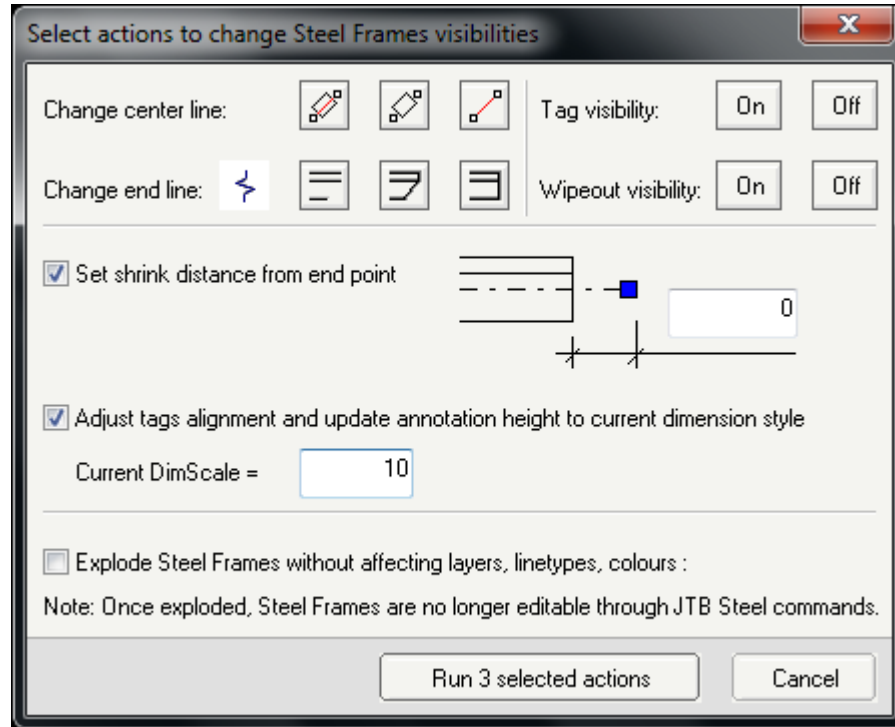 Select actions to change Steel Frames visibilities
Change center line:
Tag visibility: On Off
Change end line:
Wipeout visibility: On Off
Set shrink distance from end point
0
Adjust tags alignment and update annotation height to current dimension style
Current DimScale = 10
Explode Steel Frames without affecting layers, linetypes, colours :
Note: Once exploded, Steel Frames are no longer editable through JTB Steel commands.
Run 3 selected actions Cancel